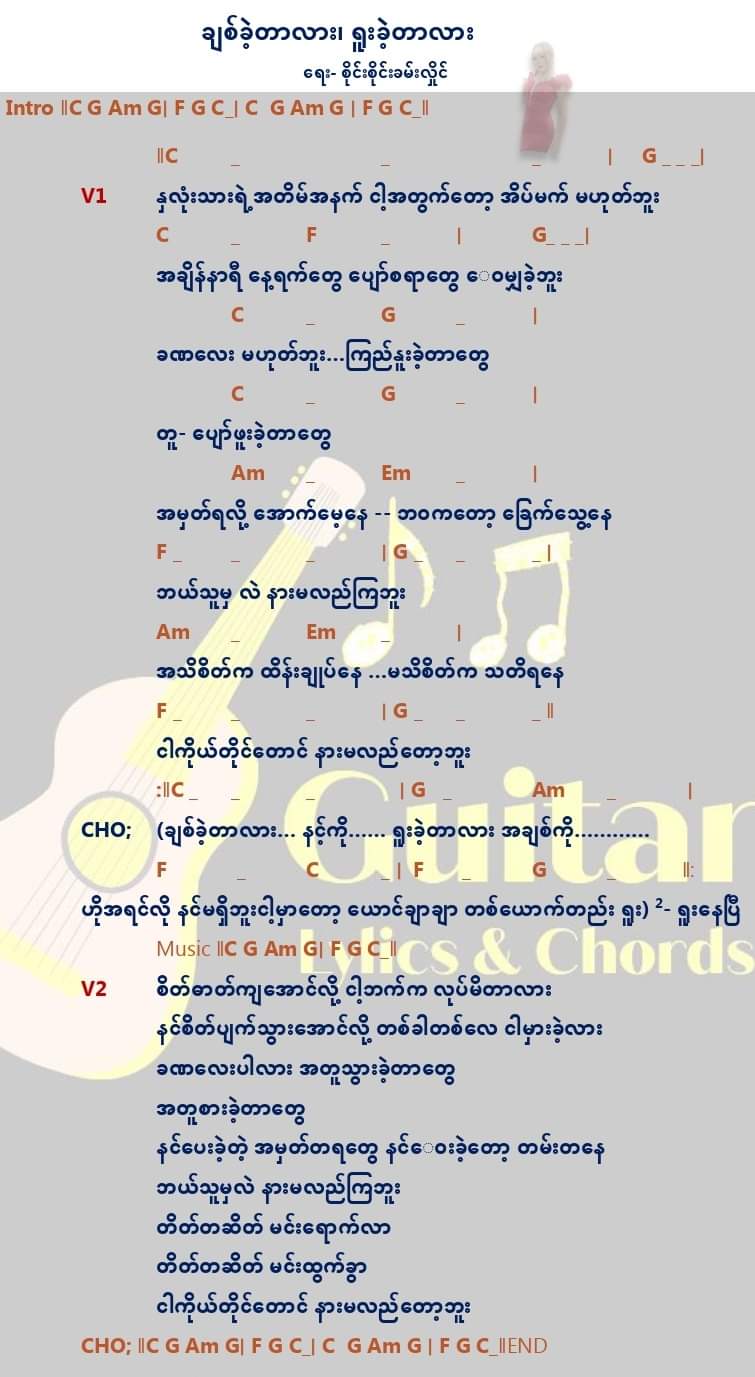 ချစ်ခဲ့တာလား၊ ရူးခဲ့တာလား
ရေး- စိုင်းစိုင်းခမ်းလှိုင်
Intro ‖C G Am G| F G C_| C G Am G | F G C_‖
‖C _ _ _ | G _ _ _|
V1 နှလုံးသားရဲ့အတိမ်အနက် ငါ့အတွက်တော့ အိပ်မက် မဟုတ်ဘူး
C _ F _ | G_ _ _|
အချိန်နာရီ နေ့ရက်တွေ ပျော်စရာတွေ ဝေမျှခဲ့ဘူး
C _ G _ |
ခဏလေး မဟုတ်ဘူး...ကြည်နူးခဲ့တာတွေ
C _ G _ |
တူ- ပျော်ဖူးခဲ့တာတွေ
Am _ Em _ |
အမှတ်ရလို့ အောက်မေ့နေ -- ဘဝကတော့ ခြေက်သွေ့နေ
F _ _ _ | G _ _ _ |
ဘယ်သူမှ လဲ နားမလည်ကြဘူး
Am _ Em _ |
အသိစိတ်က ထိန်းချုပ်နေ ...မသိစိတ်က သတိရနေ
F _ _ _ | G _ _ _ ‖
ငါကိုယ်တိုင်တောင် နားမလည်တော့ဘူး
:‖C _ _ _ | G _ Am _ |
CHO; (ချစ်ခဲ့တာလား... နင့်ကို...... ရူးခဲ့တာလား အချစ်ကို............
F _ C _ | F _ G _ ‖:
ဟိုအရင်လို နင်မရှိဘူးငါ့မှာတော့ ယောင်ချာချာ တစ်ယောက်တည်း ရူး) ²- ရူးနေပြီ
Music ‖C G Am G| F G C_‖
V2 စိတ်ဓာတ်ကျအောင်လို့ ငါ့ဘက်က လုပ်မိတာလား
နင်စိတ်ပျက်သွားအောင်လို့ တစ်ခါတစ်လေ ငါမှားခဲ့လား
ခဏလေးပါလား အတူသွားခဲ့တာတွေ
အတူစားခဲ့တာတွေ
နင်ပေးခဲ့တဲ့ အမှတ်တရတွေ နင်ဝေးခဲ့တော့ တမ်းတနေ
ဘယ်သူမှလဲ နားမလည်ကြဘူး
တိတ်တဆိတ် မင်းရောက်လာ
တိတ်တဆိတ် မင်းထွက်ခွာ
ငါကိုယ်တိုင်တောင် နားမလည်တော့ဘူး
CHO; ‖C G Am G| F G C_| C G Am G | F G C_‖END
Guitar
Lylics & Chords